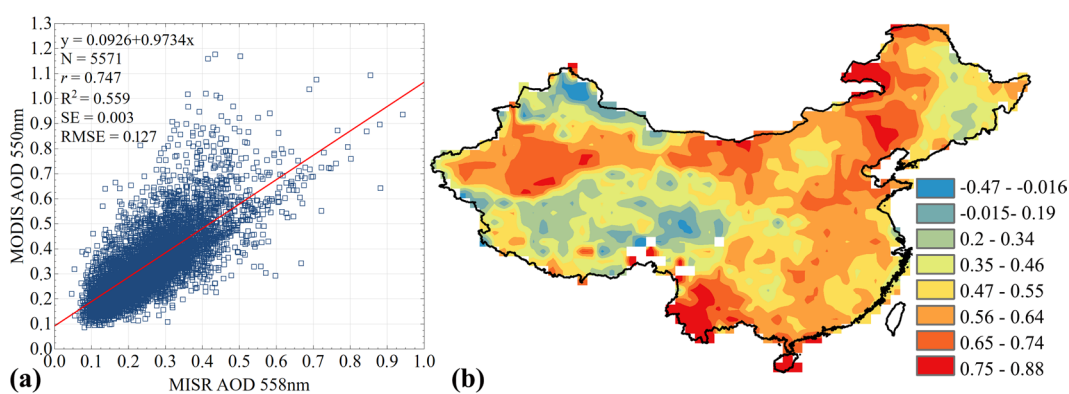 1.3
1.2
1.1
1.0
0.9
0.8
0.7
0.6
0.5
0.4
0.3
0.2
0.1
0.0
MODIS AOD 550nm
y = 0.0926+0.9734x
N = 5571
r = 0.747
R² = 0.559
SE = 0.003
RMSE = 0.127
0.0 0.1 0.2 0.3 0.4 0.5 0.6 0.7 0.8 0.9 1.0
MISR AOD 558nm
(a)
-0.47 - -0.016
-0.015- 0.19
0.2 - 0.34
0.35 - 0.46
0.47 - 0.55
0.56 - 0.64
0.65 - 0.74
0.75 - 0.88
(b)